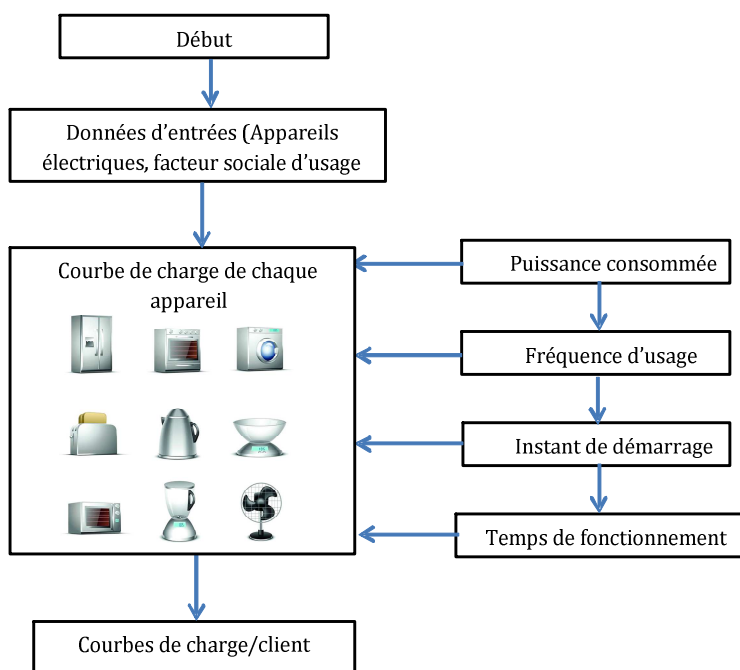 Début
Données d'entrées (Appareils
électriques, facteur sociale d'usage
Courbe de charge de chaque
appareil
Puissance consommée
Fréquence d'usage
Instant de démarrage
Temps de fonctionnement
Courbes de charge/client